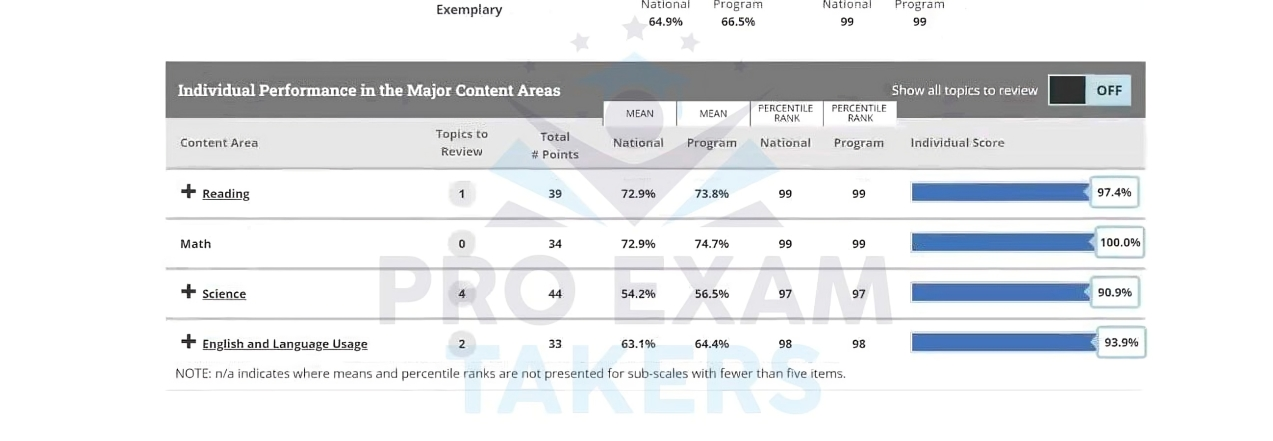 National Program National Program
Exemplary
64.9% 66.5% 99 99
Individual Performance in the Major Content Areas
Show all topics to review OFF
MEAN MEAN PERCENTILE RANK PERCENTILE RANK
Content Area Topics to Review Total # Points National Program National Program Individual Score
Reading 1 39 72.9% 73.8% 99 99 97.4%
Math 0 34 72.9% 74.7% 99 99 100.0%
Science 4 44 54.2% 56.5% 97 97 90.9%
English and Language Usage 2 33 63.1% 64.4% 98 98 93.9%
NOTE: n/a indicates where means and percentile ranks are not presented for sub-scales with fewer than five items.
PRO EXAM
TAKERS